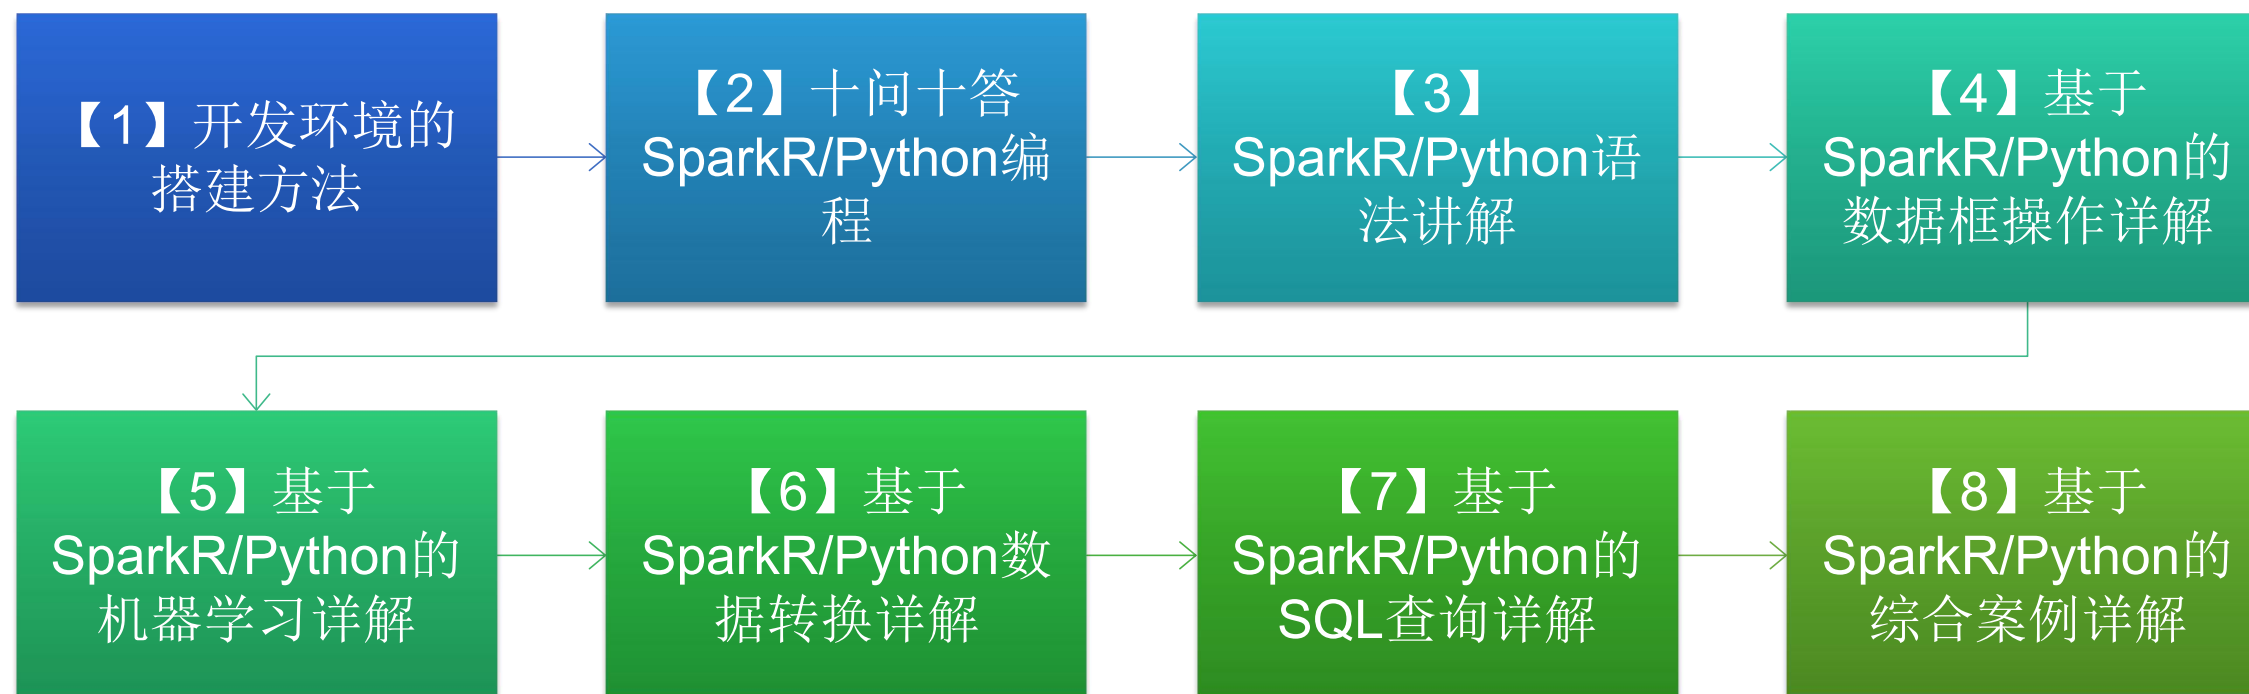 【1】开发环境的
搭建方法
【2】十问十答
SparkR/Python编
程
【3】
SparkR/Python语
法讲解
【4】基于
SparkR/Python的
数据框操作详解
【5】基于
SparkR/Python的
机器学习详解
【6】基于
SparkR/Python数
据转换详解
【7】基于
SparkR/Python的
SQL查询详解
【8】基于
SparkR/Python的
综合案例详解